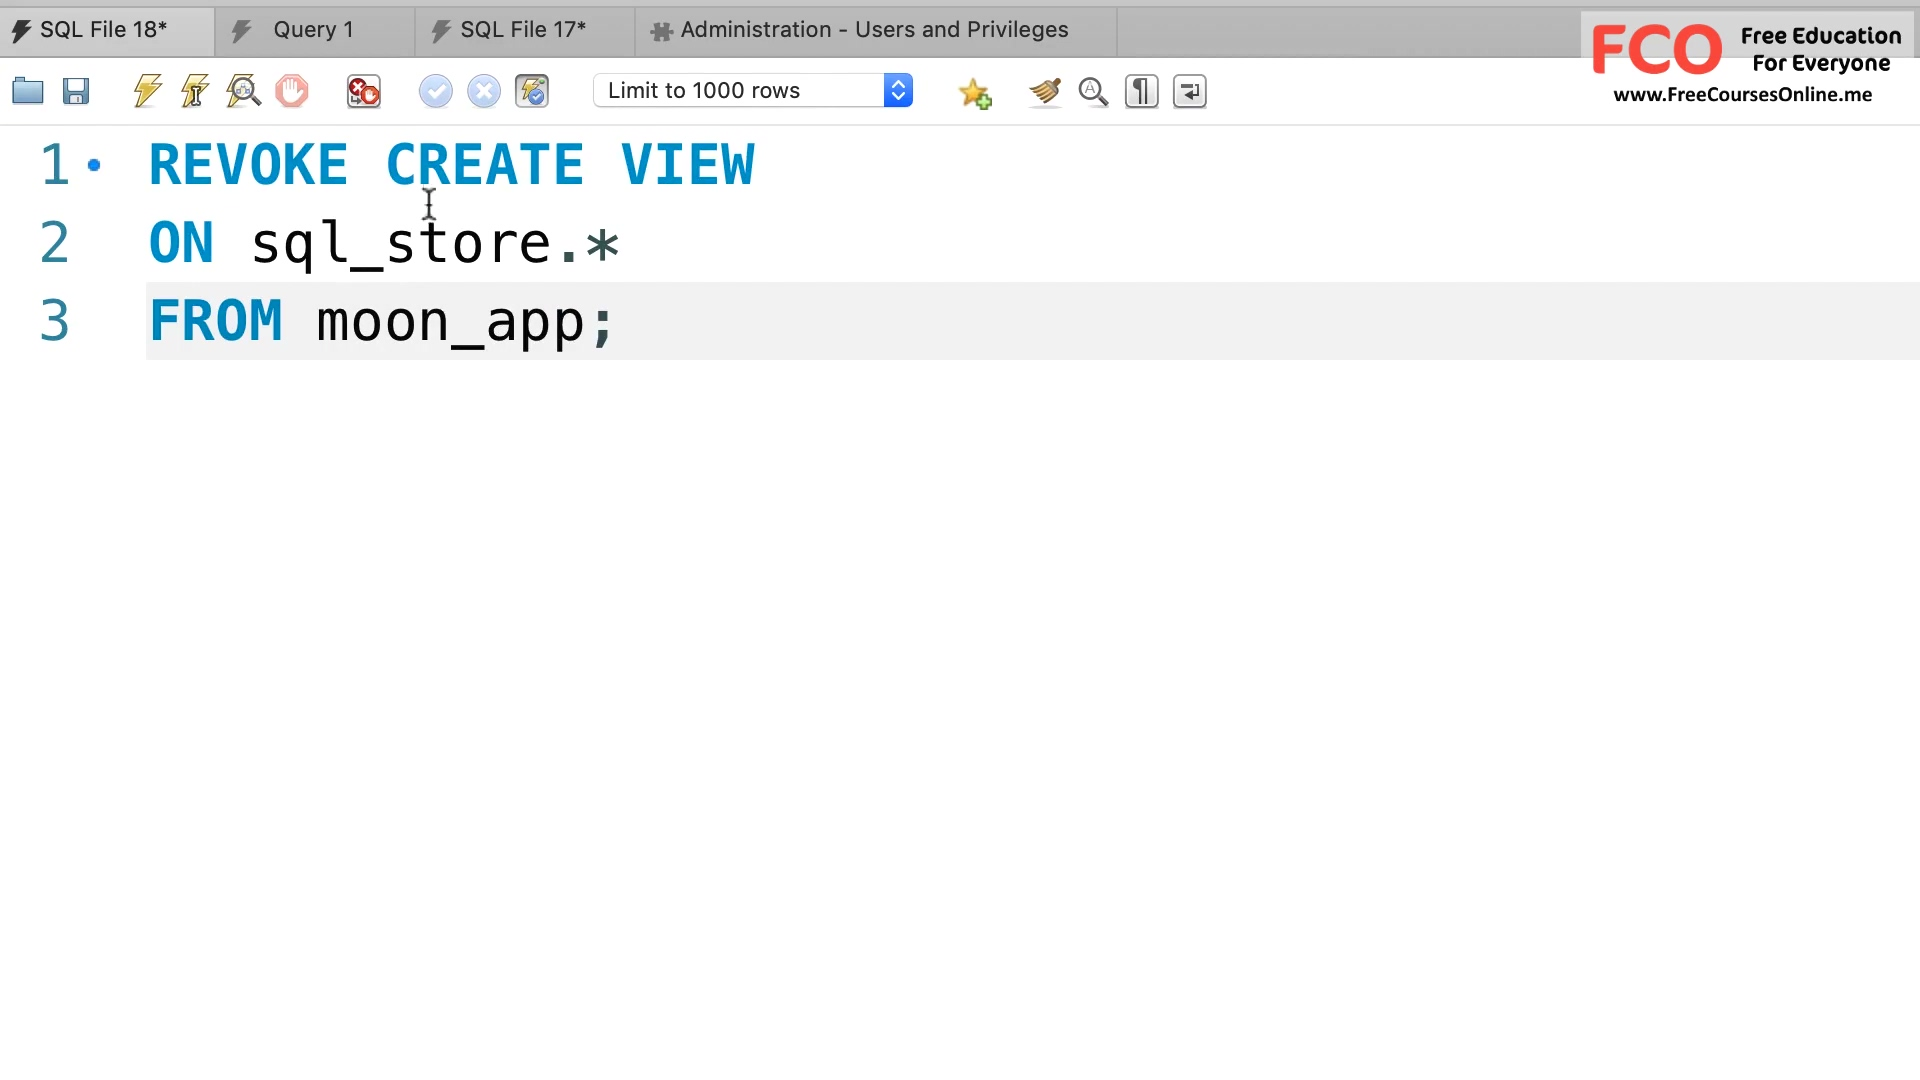 SQL File 18*
Query 1
SQL File 17*
Administration - Users and Privileges
FCO
Free Education
For Everyone
www.FreeCoursesOnline.me
Limit to 1000 rows
1 REVOKE CREATE VIEW
2 ON sql_store.*
3 FROM moon_app;